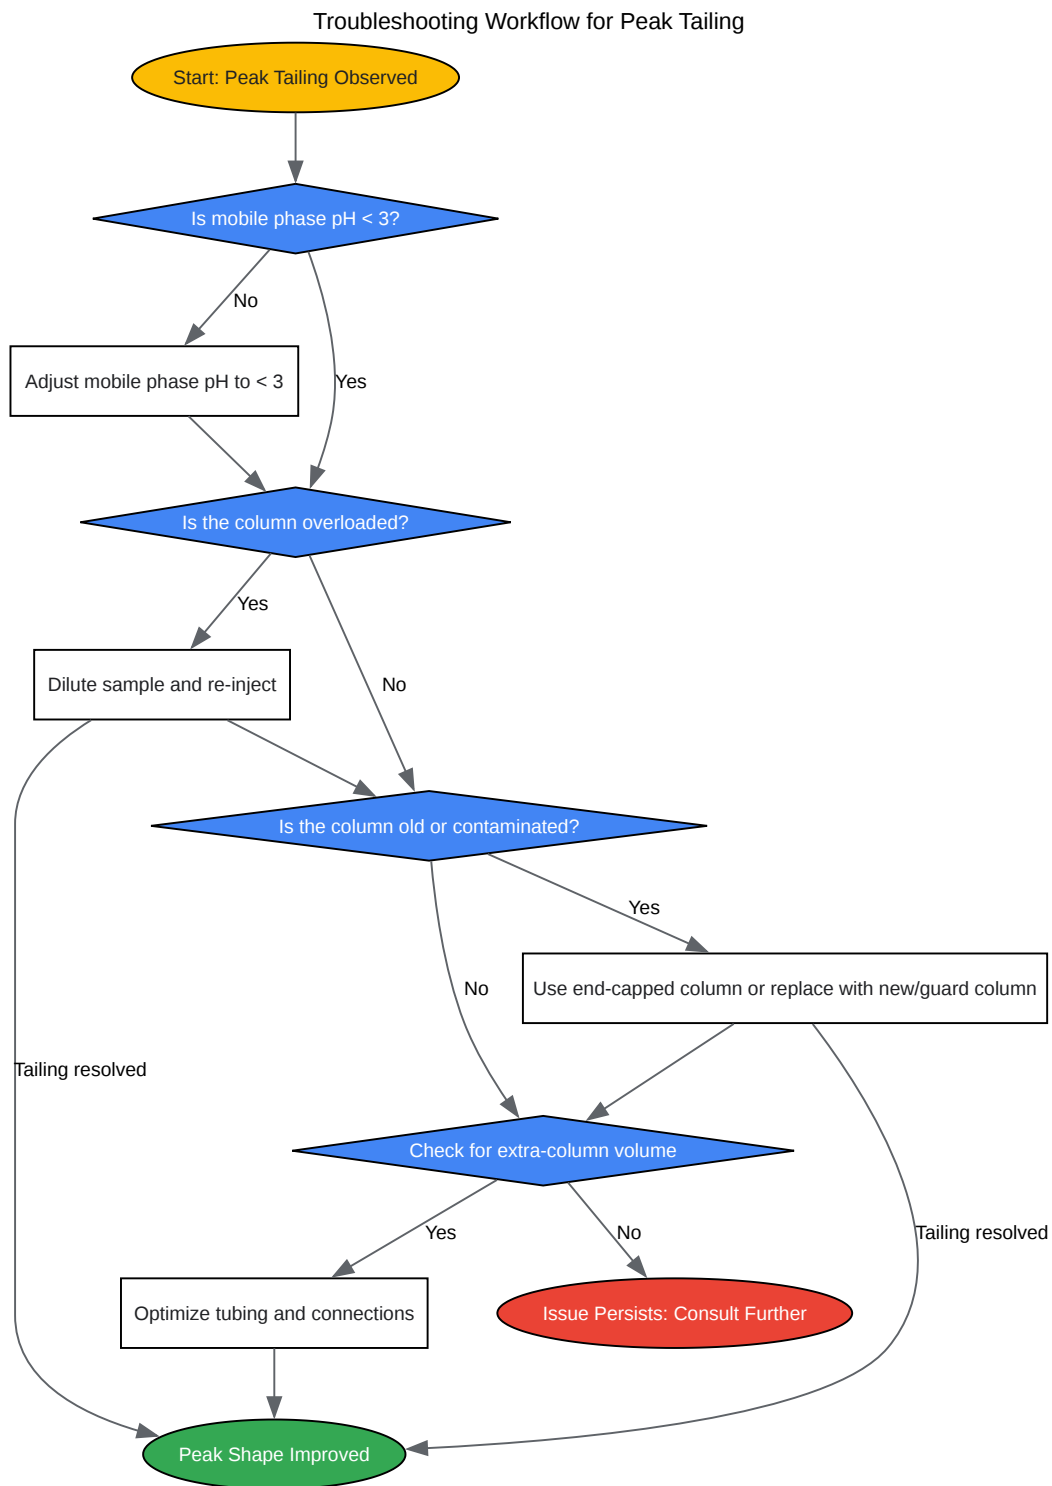 Troubleshooting Workflow for Peak Tailing
Start: Peak Tailing Observed
Is mobile phase pH < 3?
No
Yes
Adjust mobile phase pH to < 3
Is the column overloaded?
Yes
No
Dilute sample and re-inject
Is the column old or contaminated?
Yes
No
Use end-capped column or replace with new/guard column
Tailing resolved
Check for extra-column volume
Yes
No
Tailing resolved
Optimize tubing and connections
Issue Persists: Consult Further
Peak Shape Improved